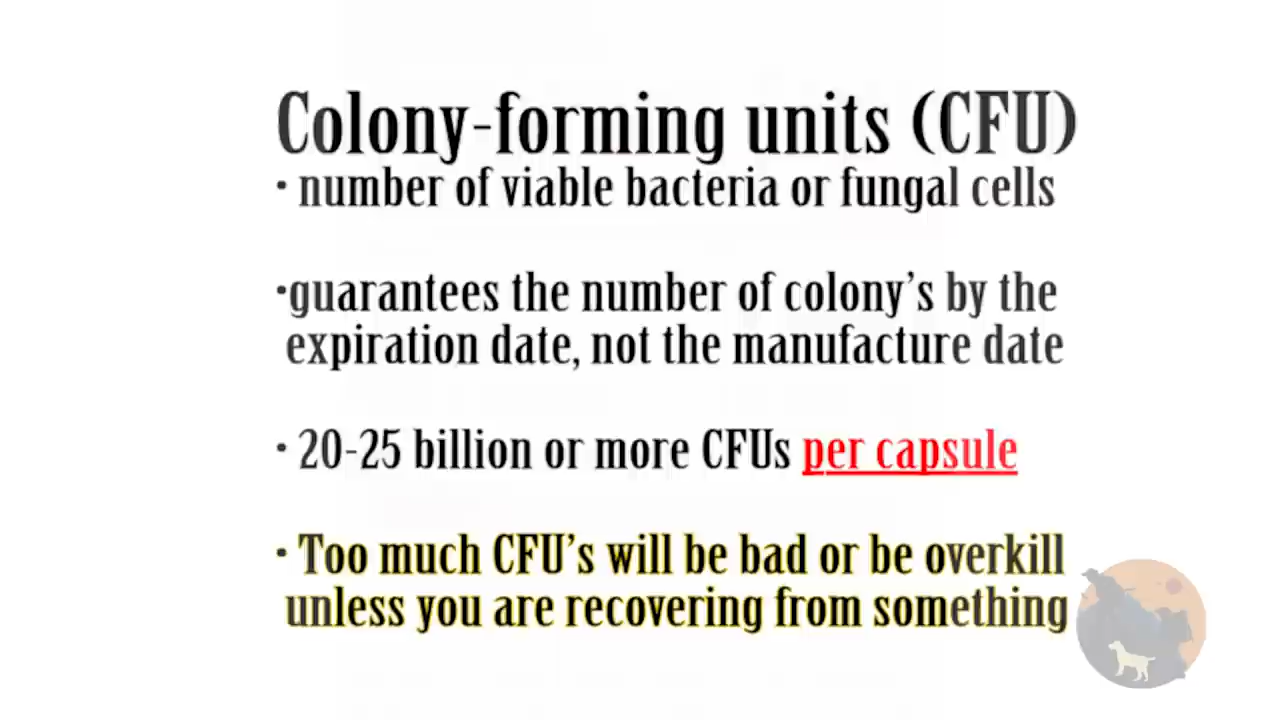 Colony-forming units (CFU)
• number of viable bacteria or fungal cells
•guarantees the number of colony's by the
expiration date, not the manufacture date
• 20-25 billion or more CFUs per capsule
• Too much CFU's will be bad or be overkill
unless you are recovering from something